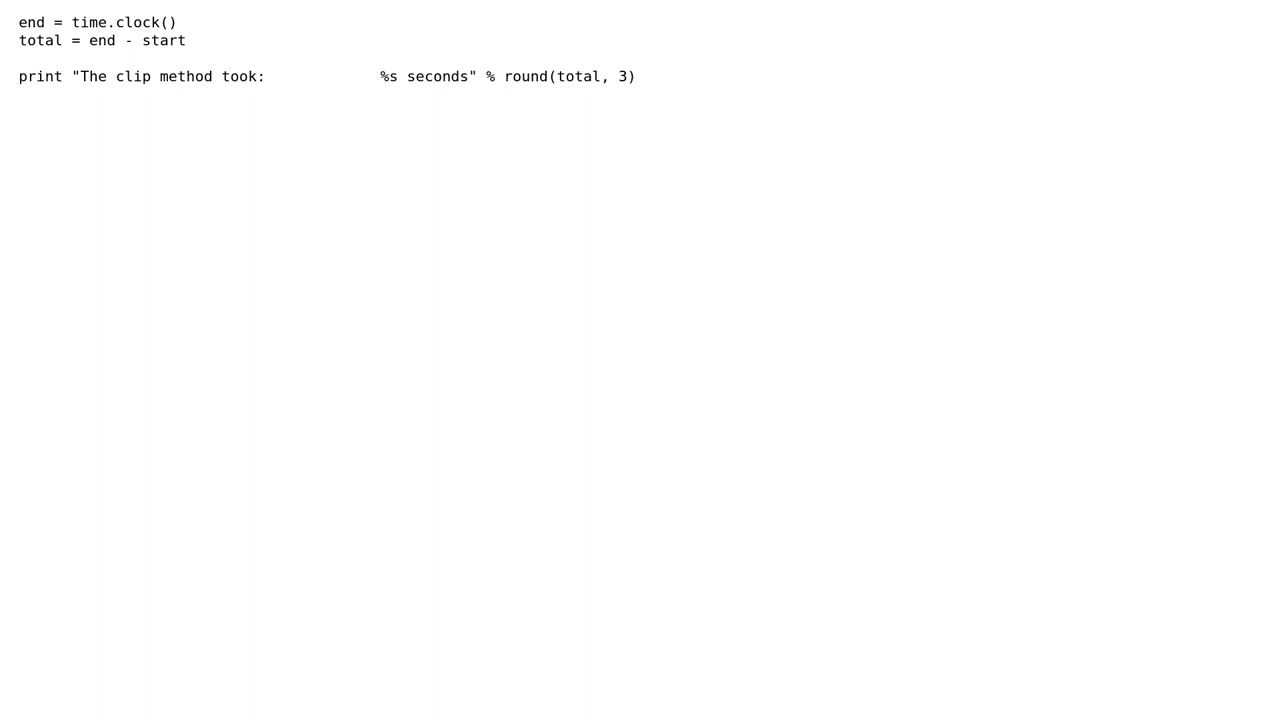 end = time.clock()
total = end - start

print "The clip method took:             %s seconds" % round(total, 3)